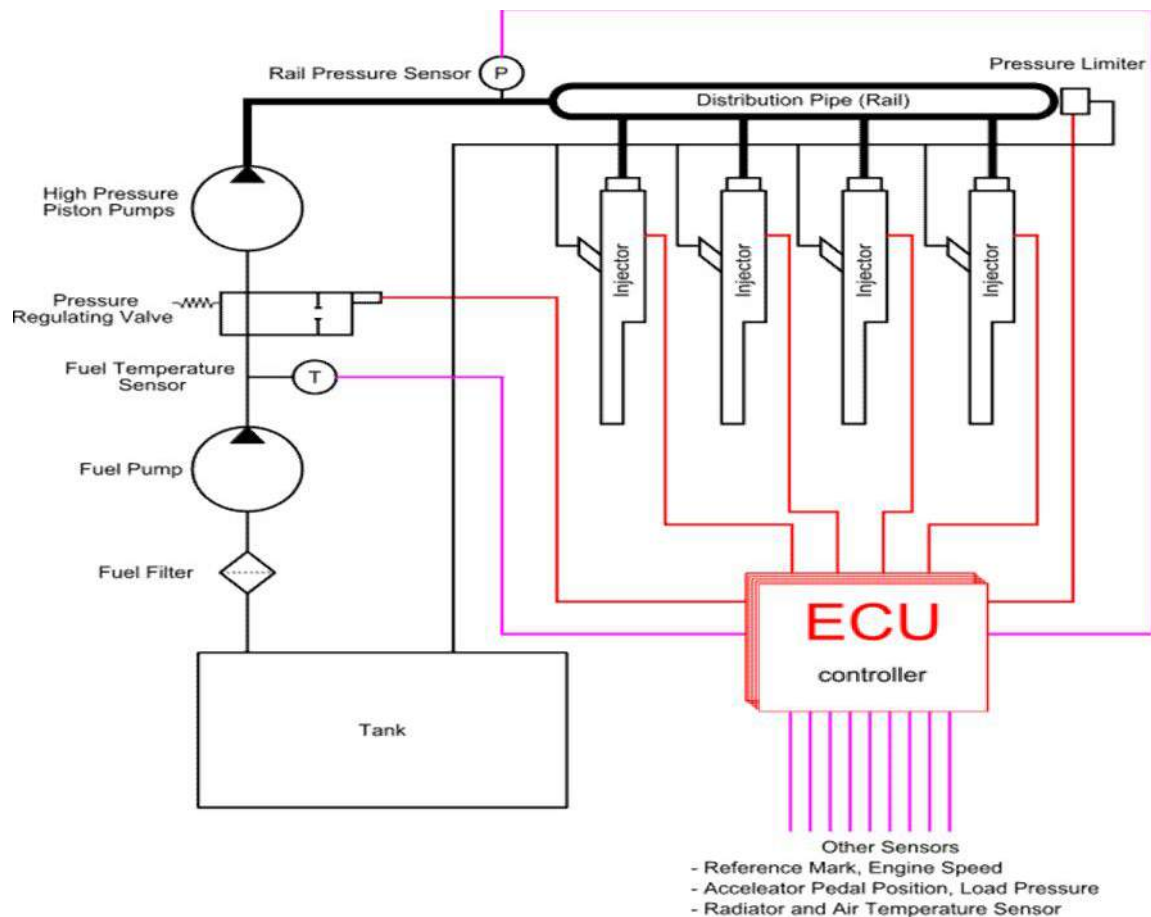 Rail Pressure Sensor
P
Pressure Limiter
Distribution Pipe (Rail)
High Pressure
Piston Pumps
Injector
Injector
Injector
Injector
Pressure
Regulating Valve
Fuel Temperature
Sensor
T
Fuel Pump
Fuel Filter
ECU
controller
Tank
Other Sensors
- Reference Mark, Engine Speed
- Acceleator Pedal Position, Load Pressure
- Radiator and Air Temperature Sensor